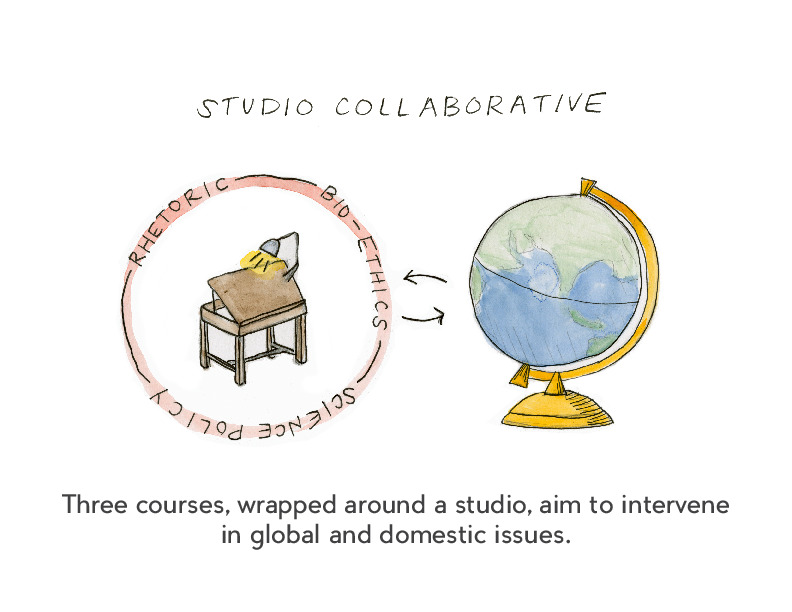 STUDIO COLLABORATIVE
RHETORIC
BIO-ETHICS
SCIENCE POLICY
Three courses, wrapped around a studio, aim to intervene
in global and domestic issues.